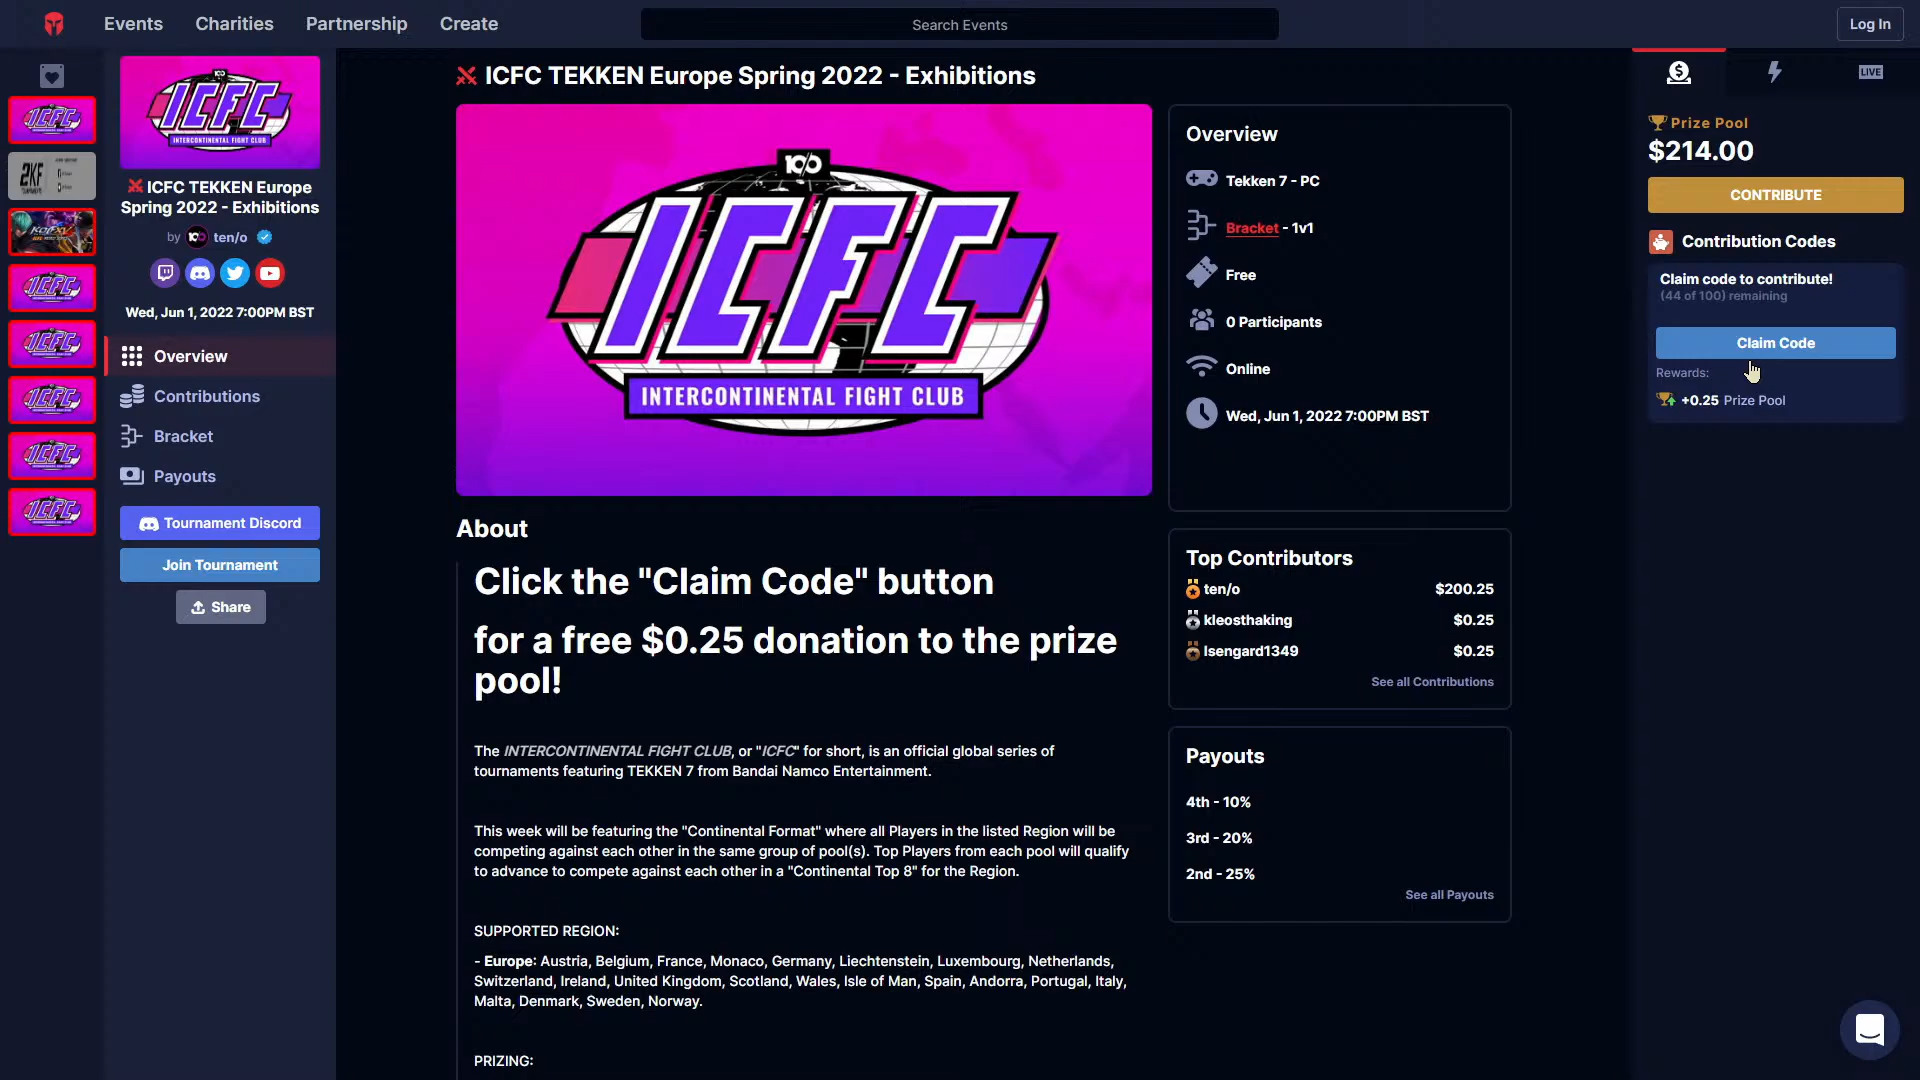 Events
Charities
Partnership
Create
Search Events
Log In
ICFC
INTERCONTINENTAL FIGHT CLUB
ICFC TEKKEN Europe
Spring 2022 - Exhibitions
by ten/o
Wed, Jun 1, 2022 7:00PM BST
Overview
Contributions
Bracket
Payouts
Tournament Discord
Join Tournament
Share
ICFC TEKKEN Europe Spring 2022 - Exhibitions
ICFC
INTERCONTINENTAL FIGHT CLUB
Overview
Tekken 7 - PC
Bracket - 1v1
Free
0 Participants
Online
Wed, Jun 1, 2022 7:00PM BST
About
Click the "Claim Code" button
for a free $0.25 donation to the prize
pool!
The INTERCONTINENTAL FIGHT CLUB, or "ICFC" for short, is an official global series of
tournaments featuring TEKKEN 7 from Bandai Namco Entertainment.
This week will be featuring the "Continental Format" where all Players in the listed Region will be
competing against each other in the same group of pool(s). Top Players from each pool will qualify
to advance to compete against each other in a "Continental Top 8" for the Region.
SUPPORTED REGION:
- Europe: Austria, Belgium, France, Monaco, Germany, Liechtenstein, Luxembourg, Netherlands,
Switzerland, Ireland, United Kingdom, Scotland, Wales, Isle of Man, Spain, Andorra, Portugal, Italy,
Malta, Denmark, Sweden, Norway.
PRIZING:
Top Contributors
ten/o $200.25
kleosthaking $0.25
Isengard1349 $0.25
See all Contributions
Payouts
4th - 10%
3rd - 20%
2nd - 25%
See all Payouts
LIVE
Prize Pool
$214.00
CONTRIBUTE
Contribution Codes
Claim code to contribute!
(44 of 100) remaining
Claim Code
Rewards:
+0.25 Prize Pool